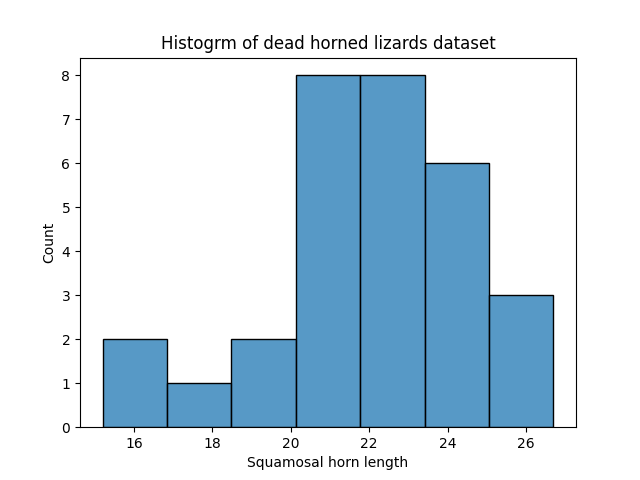 Histogrm of dead horned lizards dataset
8
7
6
5
4
3
2
1
0
Count
16 18 20 22 24 26
Squamosal horn length